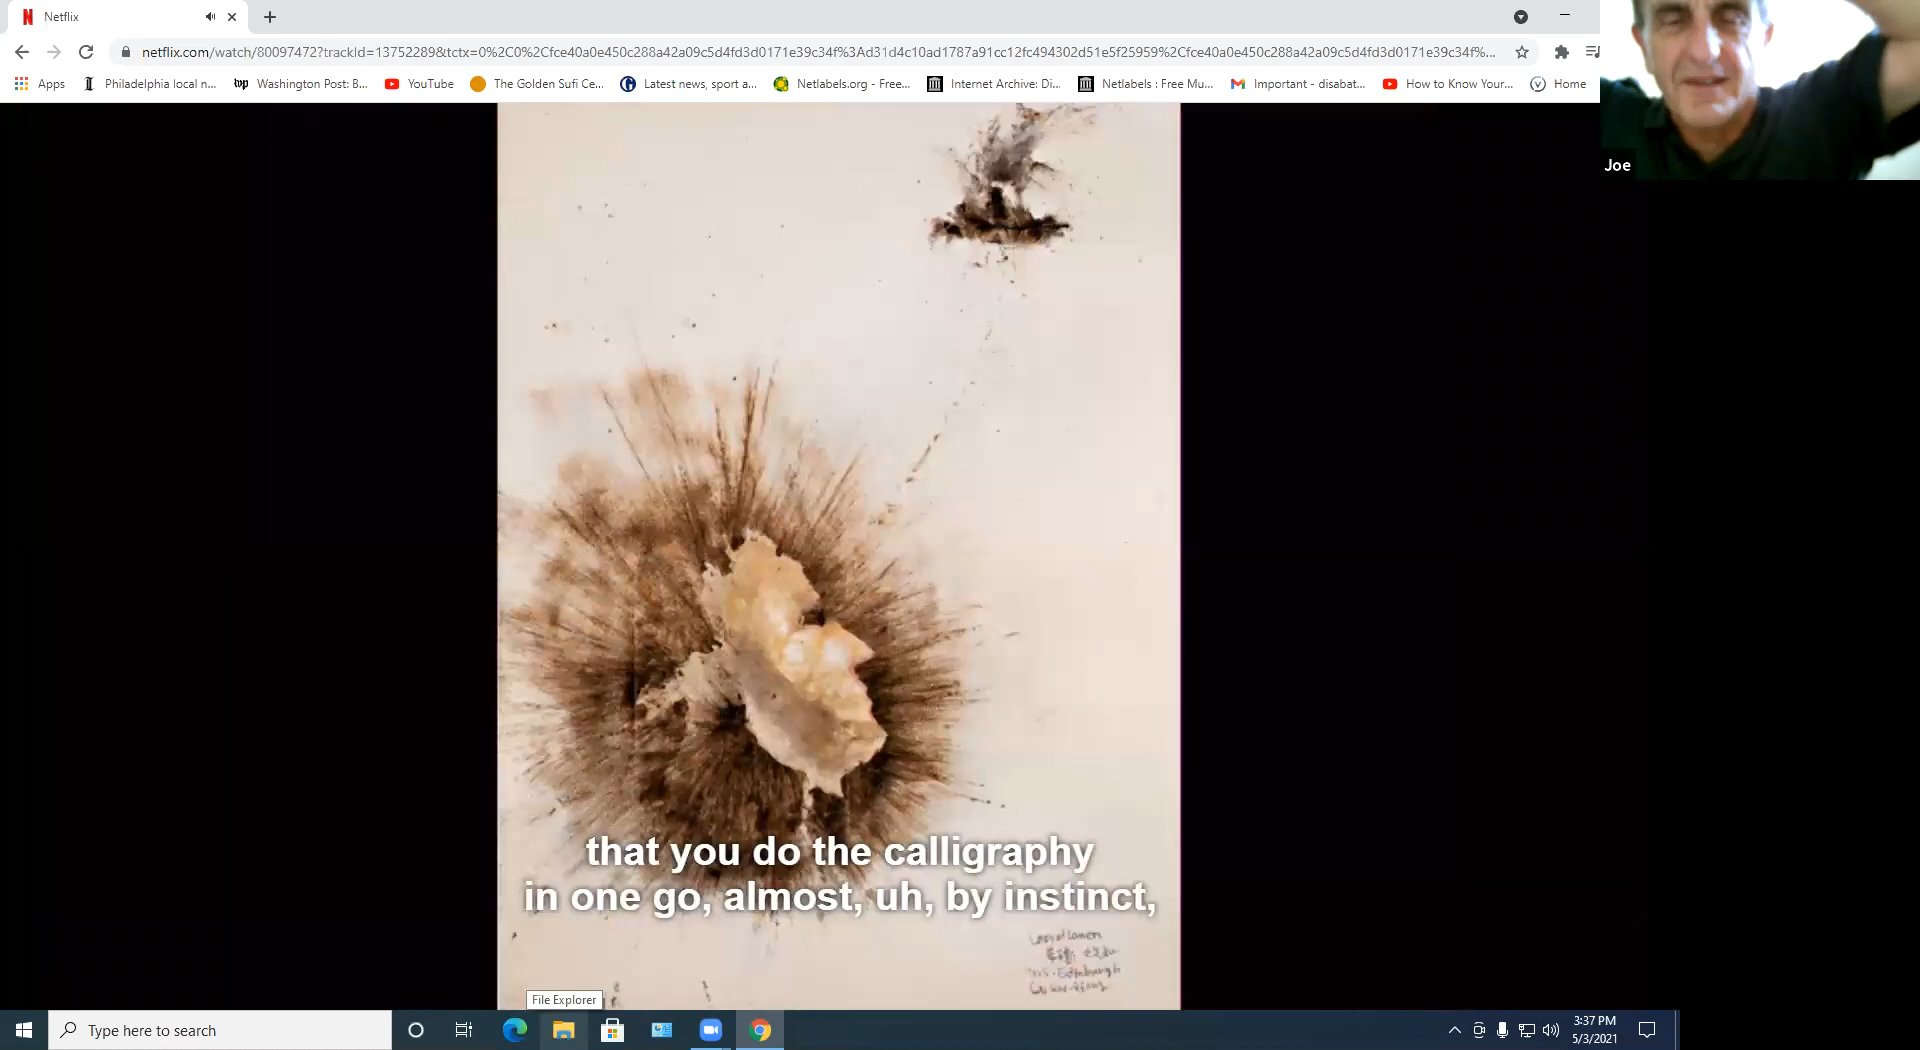 Netflix
netflix.com/watch/80097472?trackId=13752289&tctx=0%2C0%2Cfce40a0e450c288a42a09c5d4fd3d0171e39c34f%3Ad31d4c10ad1787a91cc12fc494302d51e5f25959%2Cfce40a0e450c288a42a09c5d4fd3d0171e39c34f%...
Apps Philadelphia local n... wp Washington Post: B... YouTube The Golden Sufi Ce... Latest news, sport a... Netlabels.org - Free... Internet Archive: Di... Netlabels : Free Mu... Important - disabat... How to Know Your... Home
Joe
that you do the calligraphy
in one go, almost, uh, by instinct,
File Explorer
Type here to search
3:37 PM
5/3/2021